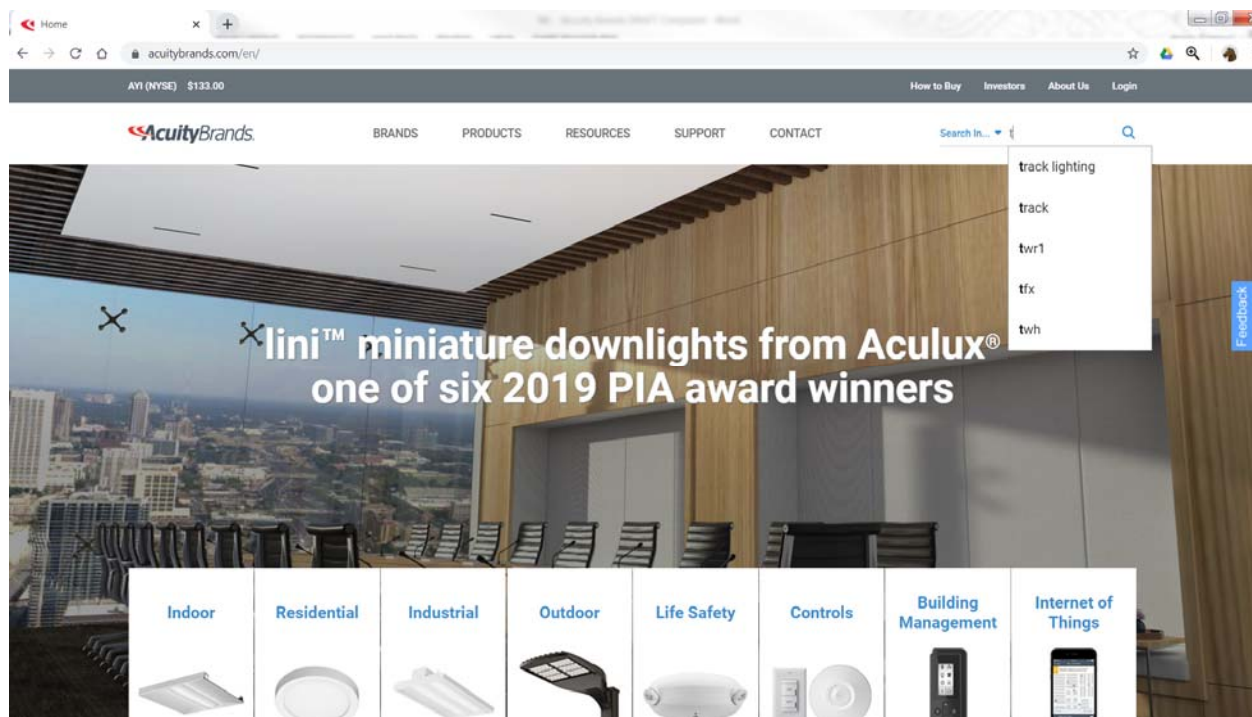 Home
acuitybrands.com/en/
AYI (NYSE) $133.00
How to Buy Investors About Us Login
AcuityBrands.
BRANDS PRODUCTS RESOURCES SUPPORT CONTACT
Search In... t
track lighting
track
twr1
tfx
twh
Feedback
lini™ miniature downlights from Aculux®
one of six 2019 PIA award winners
Indoor Residential Industrial Outdoor Life Safety Controls Building Management Internet of Things